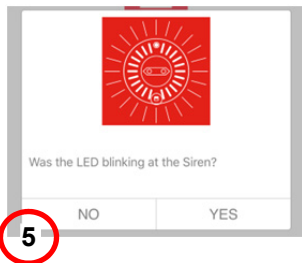 Was the LED blinking at the Siren?
NO YES
5